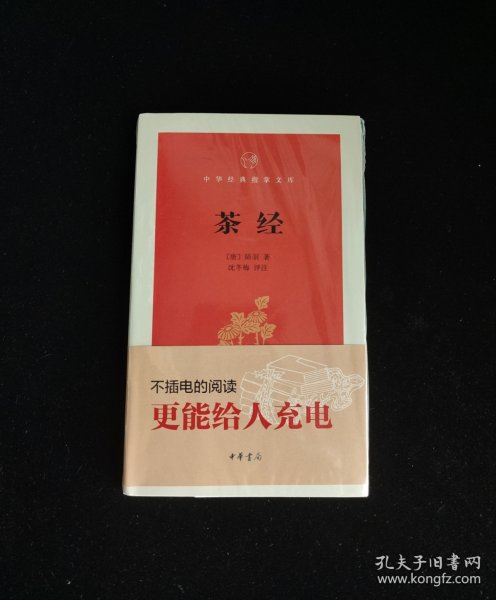 中华经典指掌文库
茶经
〔唐〕陆羽 著
沈冬梅 评注
不插电的阅读
更能给人充电
中華書局
孔夫子旧书网
www.kongfz.com